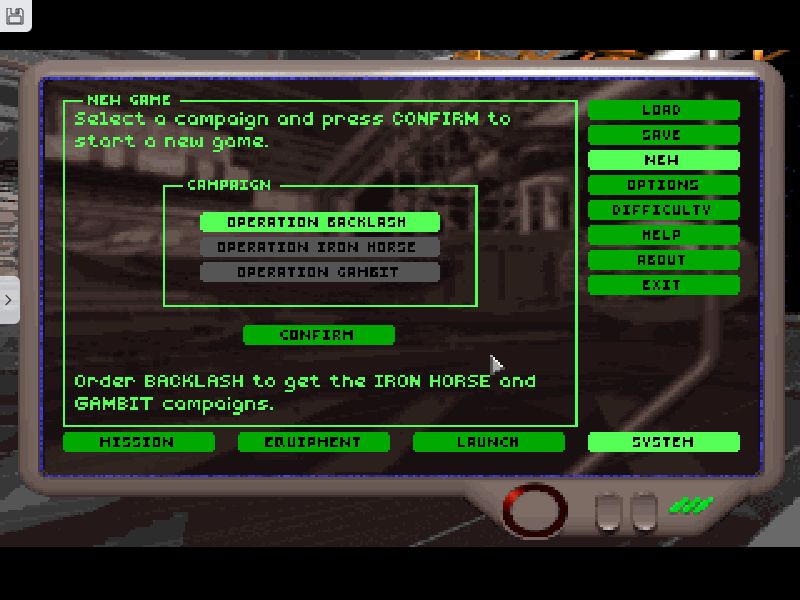 NEW GAME
Select a campaign and press CONFIRM to
start a new game.
CAMPAIGN
OPERATION BACKLASH
OPERATION IRON HORSE
OPERATION GAMBIT
CONFIRM
Order BACKLASH to get the IRON HORSE and
GAMBIT campaigns.
LOAD
SAVE
NEW
OPTIONS
DIFFICULTY
HELP
ABOUT
EXIT
MISSION
EQUIPMENT
LAUNCH
SYSTEM